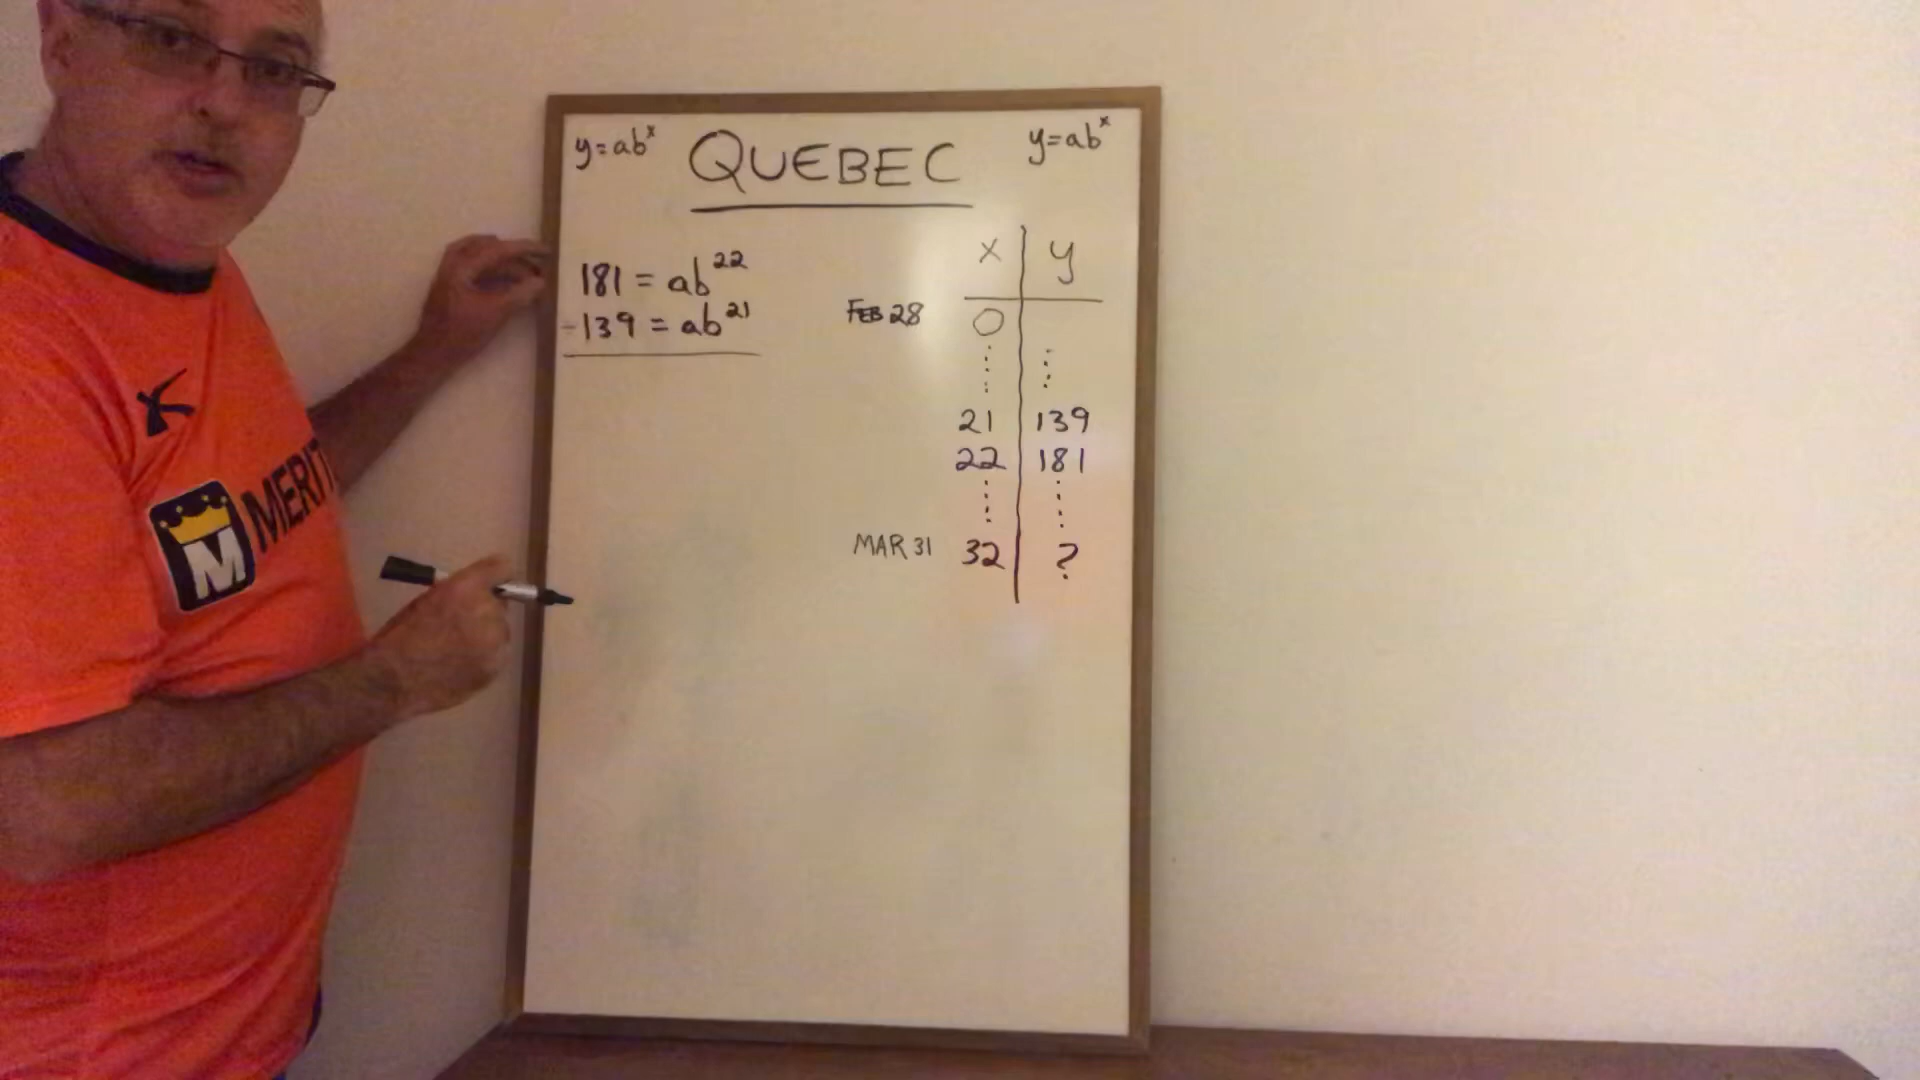 y=ab^x QUEBEC y=ab^x
181 = ab^22
-139 = ab^21
x y
FEB 28 0
21 139
22 181
MAR 31 32 ?
MERIT
M